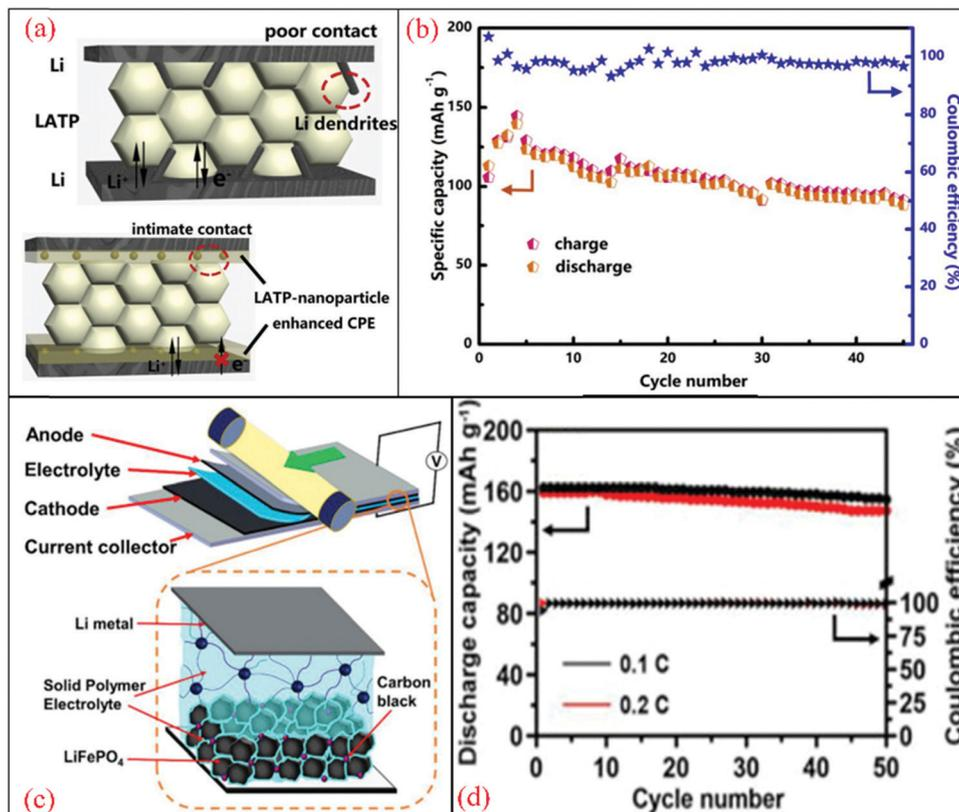 (a)
poor contact
Li
LATP
Li dendrites
Li
Li⁺
e⁻
intimate contact
LATP-nanoparticle
enhanced CPE
Li⁺
e⁻
(b)
200
150
100
50
0
Specific capacity (mAh g⁻¹)
charge
discharge
0 10 20 30 40
Cycle number
100
80
60
40
20
0
Coulombic efficiency (%)
(c)
Anode
Electrolyte
Cathode
Current collector
V
Li metal
Solid Polymer
Electrolyte
Carbon
black
LiFePO₄
(d)
200
160
120
80
40
0
Discharge capacity (mAh g⁻¹)
0.1 C
0.2 C
0 10 20 30 40 50
Cycle number
100
75
50
25
0
Coulombic efficiency (%)